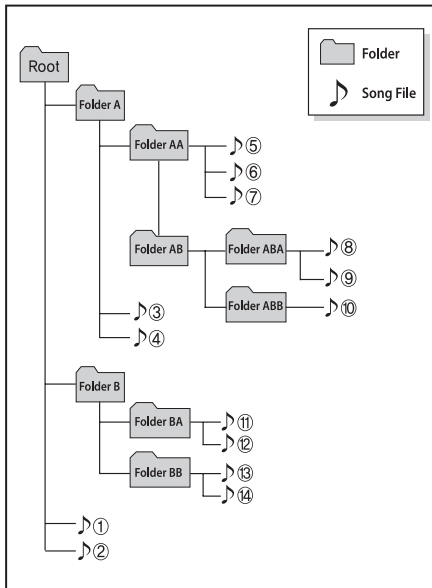 Root
Folder
Song File
Folder A
Folder AA
⑤
⑥
⑦
Folder AB
Folder ABA
⑧
⑨
Folder ABB
⑩
③
④
Folder B
Folder BA
⑪
⑫
Folder BB
⑬
⑭
①
②